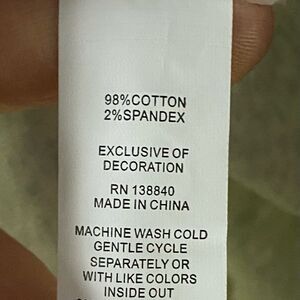 98%COTTON
2%SPANDEX
EXCLUSIVE OF
DECORATION
RN 138840
MADE IN CHINA
MACHINE WASH COLD
GENTLE CYCLE
SEPARATELY OR
WITH LIKE COLORS
INSIDE OUT